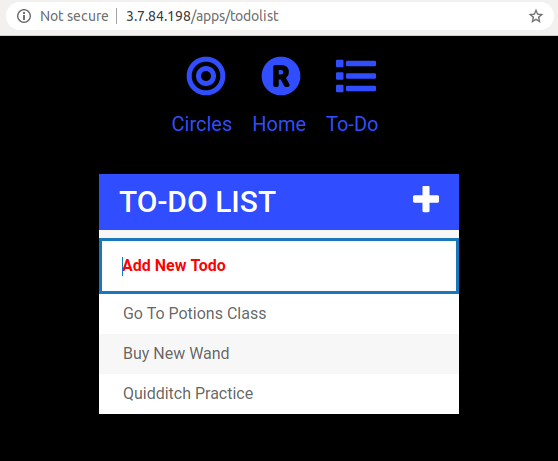 Not secure | 3.7.84.198/apps/todolist
R
Circles Home To-Do
TO-DO LIST
Add New Todo
Go To Potions Class
Buy New Wand
Quidditch Practice